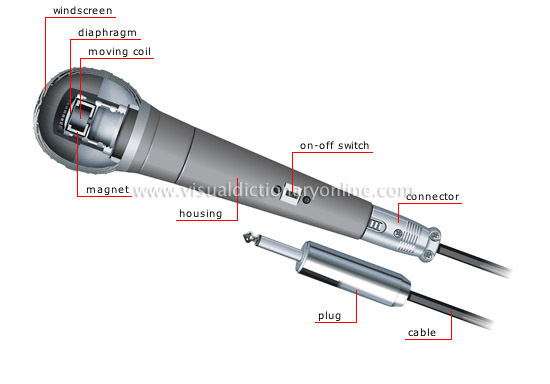 windscreen
diaphragm
moving coil
on-off switch
magnet
www.visualdictionaryonline.com
connector
housing
plug
cable